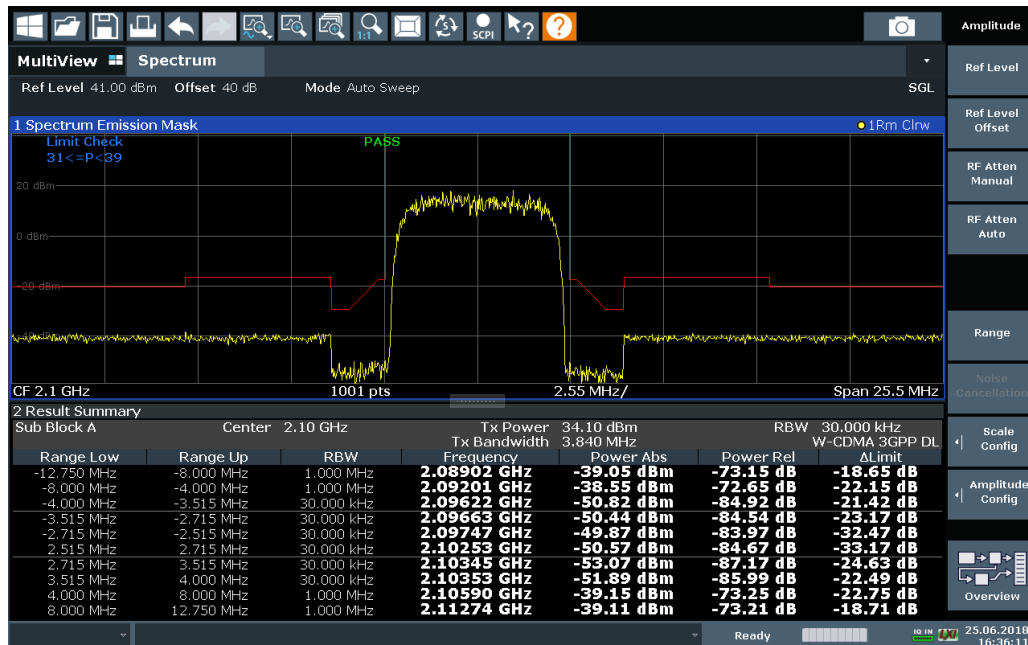 1:1 SCPI ? ? Amplitude
MultiView Spectrum
Ref Level 41.00 dBm Offset 40 dB Mode Auto Sweep SGL
1 Spectrum Emission Mask 1Rm Clrw
Limit Check PASS
31<=P<39
20 dBm
0 dBm
-20 dBm
-40 dBm
CF 2.1 GHz 1001 pts 2.55 MHz/ Span 25.5 MHz
2 Result Summary
Sub Block A Center 2.10 GHz Tx Power 34.10 dBm RBW 30.000 kHz
Tx Bandwidth 3.840 MHz W-CDMA 3GPP DL
Range Low Range Up RBW Frequency Power Abs Power Rel ΔLimit
-12.750 MHz -8.000 MHz 1.000 MHz 2.08902 GHz -39.05 dBm -73.15 dB -18.65 dB
-8.000 MHz -4.000 MHz 1.000 MHz 2.09201 GHz -38.55 dBm -72.65 dB -22.15 dB
-4.000 MHz -3.515 MHz 30.000 kHz 2.09622 GHz -50.82 dBm -84.92 dB -21.42 dB
-3.515 MHz -2.715 MHz 30.000 kHz 2.09663 GHz -50.44 dBm -84.54 dB -23.17 dB
-2.715 MHz -2.515 MHz 30.000 kHz 2.09747 GHz -49.87 dBm -83.97 dB -32.47 dB
2.515 MHz 2.715 MHz 30.000 kHz 2.10253 GHz -50.57 dBm -84.67 dB -33.17 dB
2.715 MHz 3.515 MHz 30.000 kHz 2.10345 GHz -53.07 dBm -87.17 dB -24.63 dB
3.515 MHz 4.000 MHz 30.000 kHz 2.10353 GHz -51.89 dBm -85.99 dB -22.49 dB
4.000 MHz 8.000 MHz 1.000 MHz 2.10590 GHz -39.15 dBm -73.25 dB -22.75 dB
8.000 MHz 12.750 MHz 1.000 MHz 2.11274 GHz -39.11 dBm -73.21 dB -18.71 dB
Ref Level
Ref Level
Offset
RF Atten
Manual
RF Atten
Auto
Range
Noise
Cancellation
Scale
Config
Amplitude
Config
Overview
Ready IQ IN LXI 25.06.2018
16:36:11